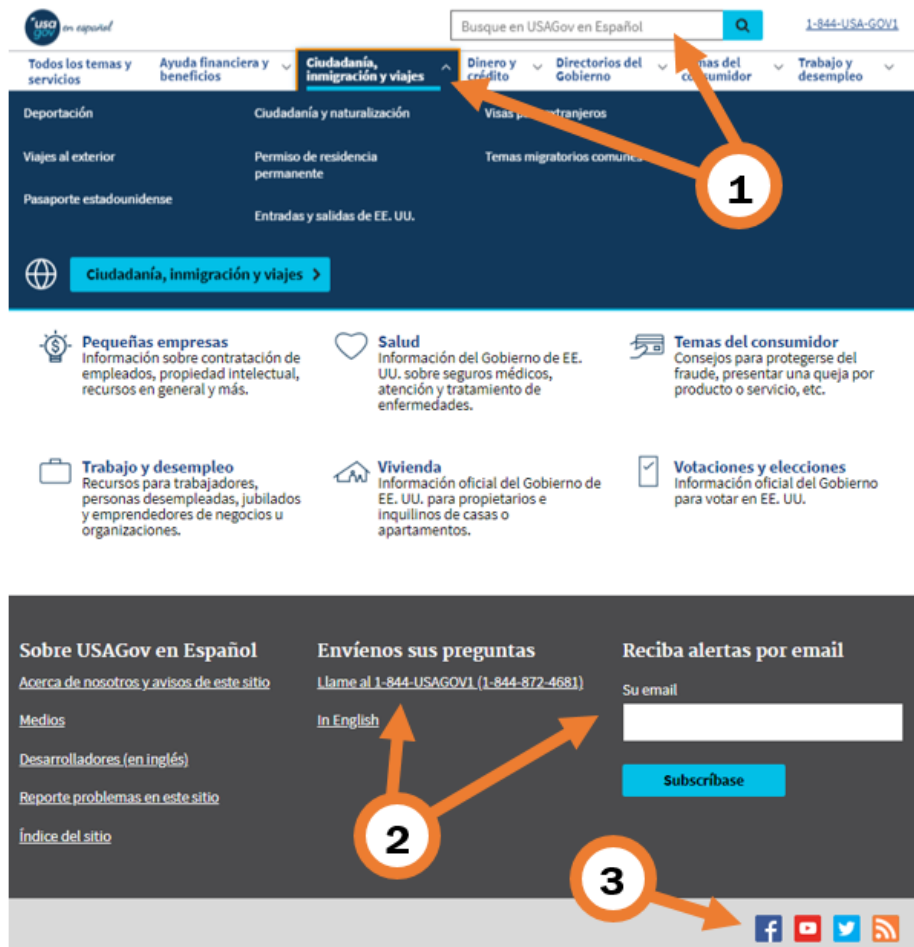 usa gov en español
Busque en USAGov en Español
1-844-USA-GOV1
Todos los temas y
servicios
Ayuda financiera y
beneficios
Ciudadanía,
inmigración y viajes
Dinero y
crédito
Directorios del
Gobierno
del
consumidor
Trabajo y
desempleo
Deportación
Ciudadanía y naturalización
Visas extranjeros
Viajes al exterior
Permiso de residencia
permanente
Temas migratorios comunes
Pasaporte estadounidense
Entradas y salidas de EE. UU.
1
Ciudadanía, inmigración y viajes
Pequeñas empresas
Información sobre contratación de
empleados, propiedad intelectual,
recursos en general y más.
Salud
Información del Gobierno de EE.
UU. sobre seguros médicos,
atención y tratamiento de
enfermedades.
Temas del consumidor
Consejos para protegerse del
fraude, presentar una queja por
producto o servicio, etc.
Trabajo y desempleo
Recursos para trabajadores,
personas desempleadas, jubilados
y emprendedores de negocios u
organizaciones.
Vivienda
Información oficial del Gobierno de
EE. UU. para propietarios e
inquilinos de casas o
apartamentos.
Votaciones y elecciones
Información oficial del Gobierno
para votar en EE. UU.
Sobre USAGov en Español
Acerca de nosotros y avisos de este sitio
Medios
Desarrolladores (en inglés)
Reporte problemas en este sitio
Índice del sitio
Envíenos sus preguntas
Llame al 1-844-USAGOV1 (1-844-872-4681)
In English
Reciba alertas por email
Su email
Subscríbase
2
3